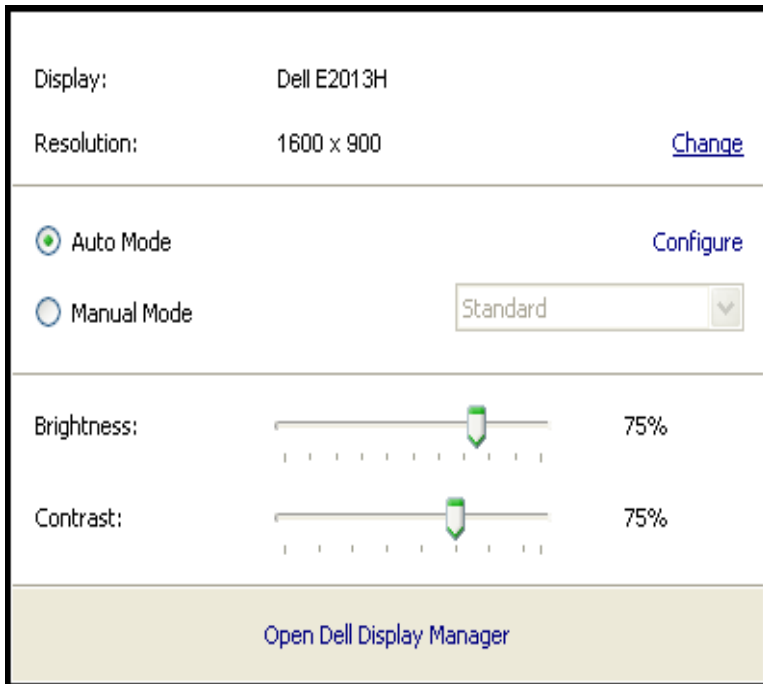 Display: Dell E2013H
Resolution: 1600 x 900 Change
Auto Mode Configure
Manual Mode Standard
Brightness: 75%
Contrast: 75%
Open Dell Display Manager